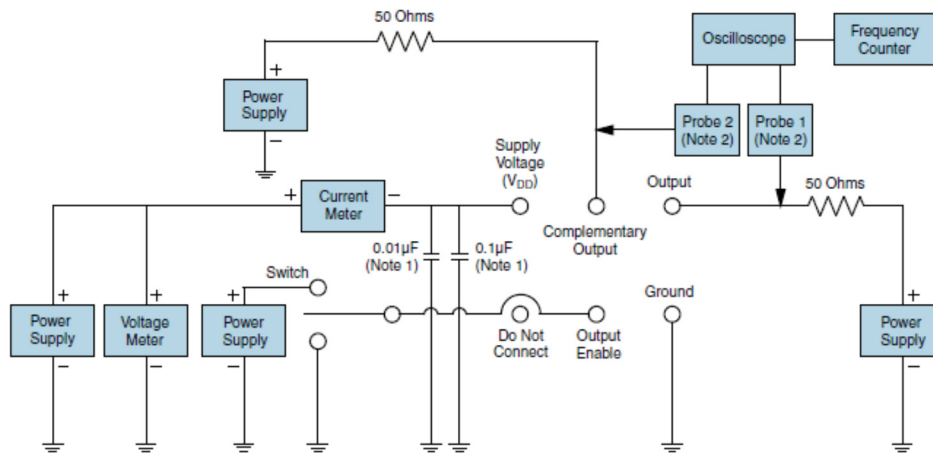 50 Ohms
Oscilloscope
Frequency
Counter
+
Power
Supply
−
Probe 2
(Note 2)
Probe 1
(Note 2)
Supply
Voltage
(VDD)
Output
50 Ohms
+
Current
Meter
−
Complementary
Output
0.01µF
(Note 1)
0.1µF
(Note 1)
Switch
Ground
+
Power
Supply
−
+
Voltage
Meter
−
+
Power
Supply
−
Do Not
Connect
Output
Enable
+
Power
Supply
−